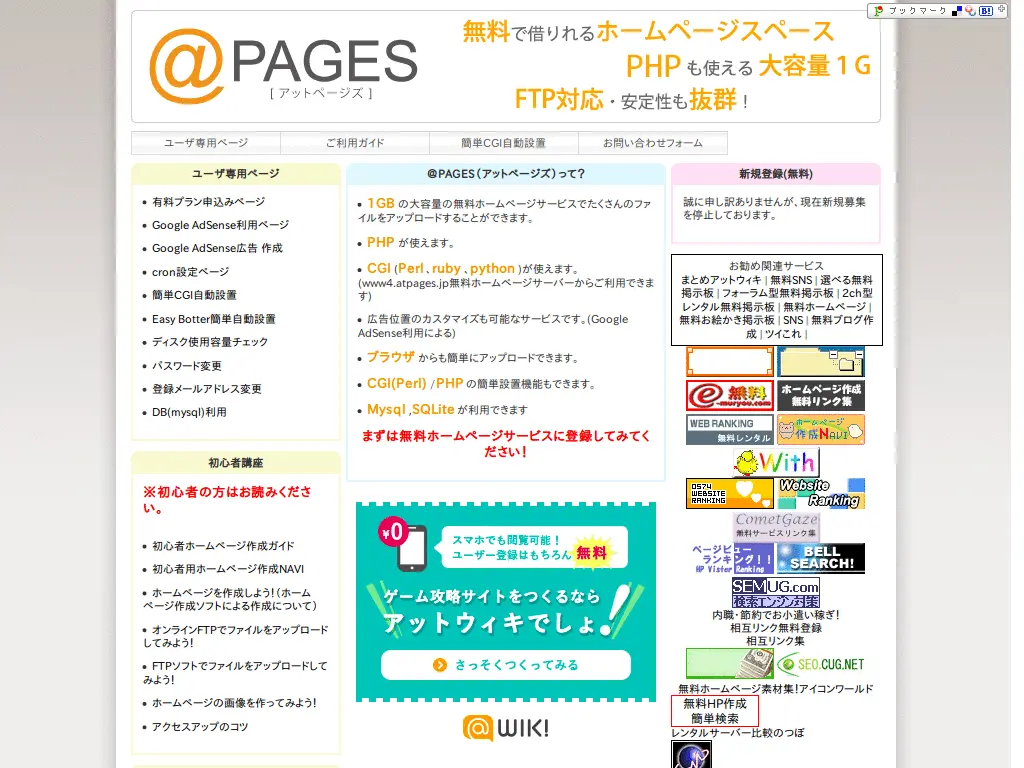 ブックマーク
@PAGES
[ アットページズ ]
無料で借りれるホームページスペース
PHP も使える 大容量１G
FTP対応・安定性も抜群！
ユーザ専用ページ
ご利用ガイド
簡単CGI自動設置
お問い合わせフォーム
ユーザ専用ページ
有料プラン申込みページ
Google AdSense利用ページ
Google AdSense広告 作成
cron設定ページ
簡単CGI自動設置
Easy Botter簡単自動設置
ディスク使用容量チェック
パスワード変更
登録メールアドレス変更
DB(mysql)利用
初心者講座
※初心者の方はお読みくださ
い。
初心者ホームページ作成ガイド
初心者用ホームページ作成NAVI
ホームページを作成しよう!（ホーム
ページ作成ソフトによる作成について）
オンラインFTPでファイルをアップロード
してみよう!
FTPソフトでファイルをアップロードして
みよう!
ホームページの画像を作ってみよう!
アクセスアップのコツ
@PAGES（アットページズ）って？
1GB の大容量の無料ホームページサービスでたくさんのファ
イルをアップロードすることができます。
PHP が使えます。
CGI (Perl 、ruby 、python )が使えます。
(www4.atpages.jp無料ホームページサーバーからご利用できま
す)
広告位置のカスタマイズも可能なサービスです。(Google
AdSense利用による)
ブラウザ からも簡単にアップロードできます。
CGI(Perl) /PHP の簡単設置機能もできます。
Mysql ,SQLite が利用できます
まずは無料ホームページサービスに登録してみてく
ださい！
¥0
スマホでも閲覧可能！
ユーザー登録はもちろん 無料
ゲーム攻略サイトをつくるなら
アットウィキでしょ。!
さっそくつくってみる
@WIKI
新規登録(無料)
誠に申し訳ありませんが、現在新規募集
を停止しております。
お勧め関連サービス
まとめアットウィキ | 無料SNS | 選べる無料
掲示板 | フォーラム型無料掲示板 | 2ch型
レンタル無料掲示板 | 無料ホームページ |
無料お絵かき掲示板 | SNS | 無料ブログ作
成 | ツイこれ |
e無料
e-muryou.com
ホームページ作成
無料リンク集
WEB RANKING
無料レンタル
ホームページ
作成NAVI
With
0574
WEBSITE
RANKING
Website
Ranking
CometGaze
無料サービスリンク集
ページビュー
ランキング！！
HP Vister Ranking
BELL
SEARCH!
SEMUG.com
検索エンジン対策
内職・節約でお小遣い稼ぎ!
相互リンク無料登録
相互リンク集
SEO.CUG.NET
無料ホームページ素材集!アイコンワールド
無料HP作成
簡単検索
レンタルサーバー比較のつぼ